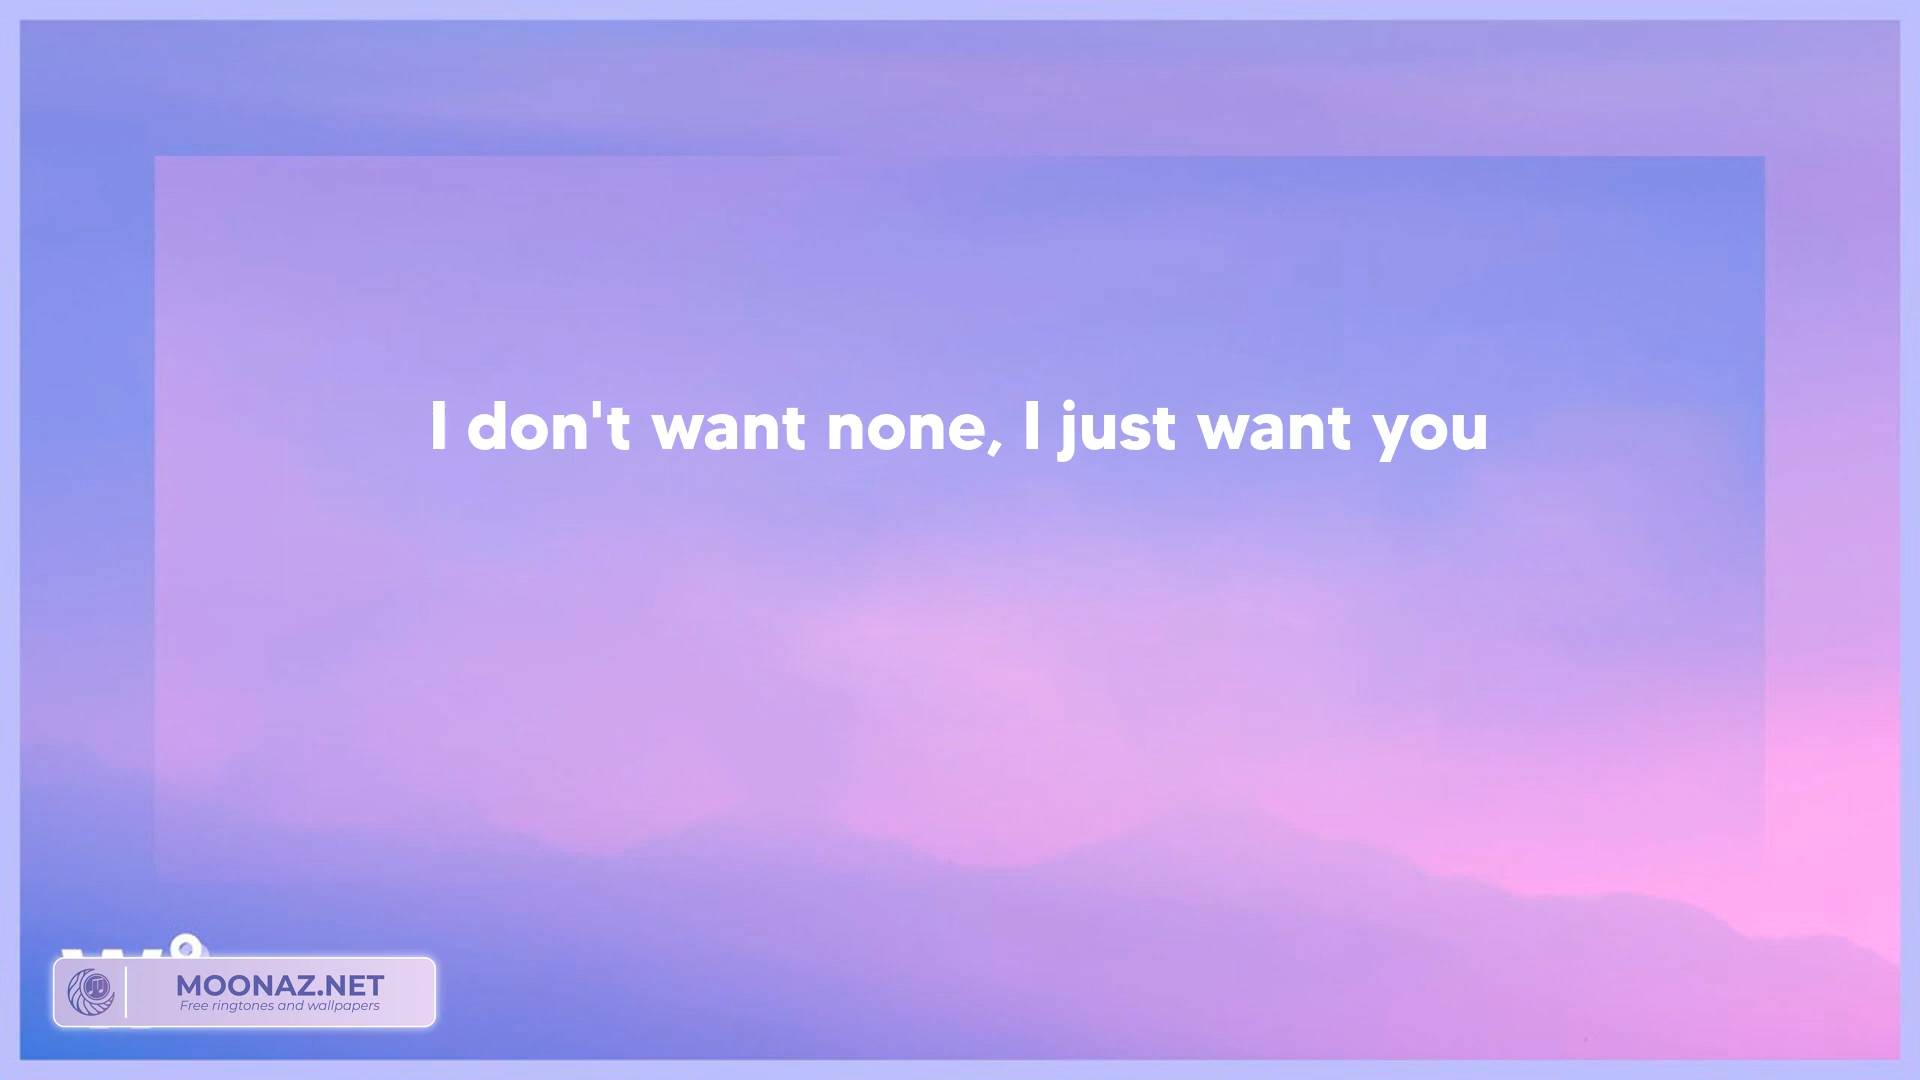 I don't want none, I just want you
MOONAZ.NET
Free ringtones and wallpapers